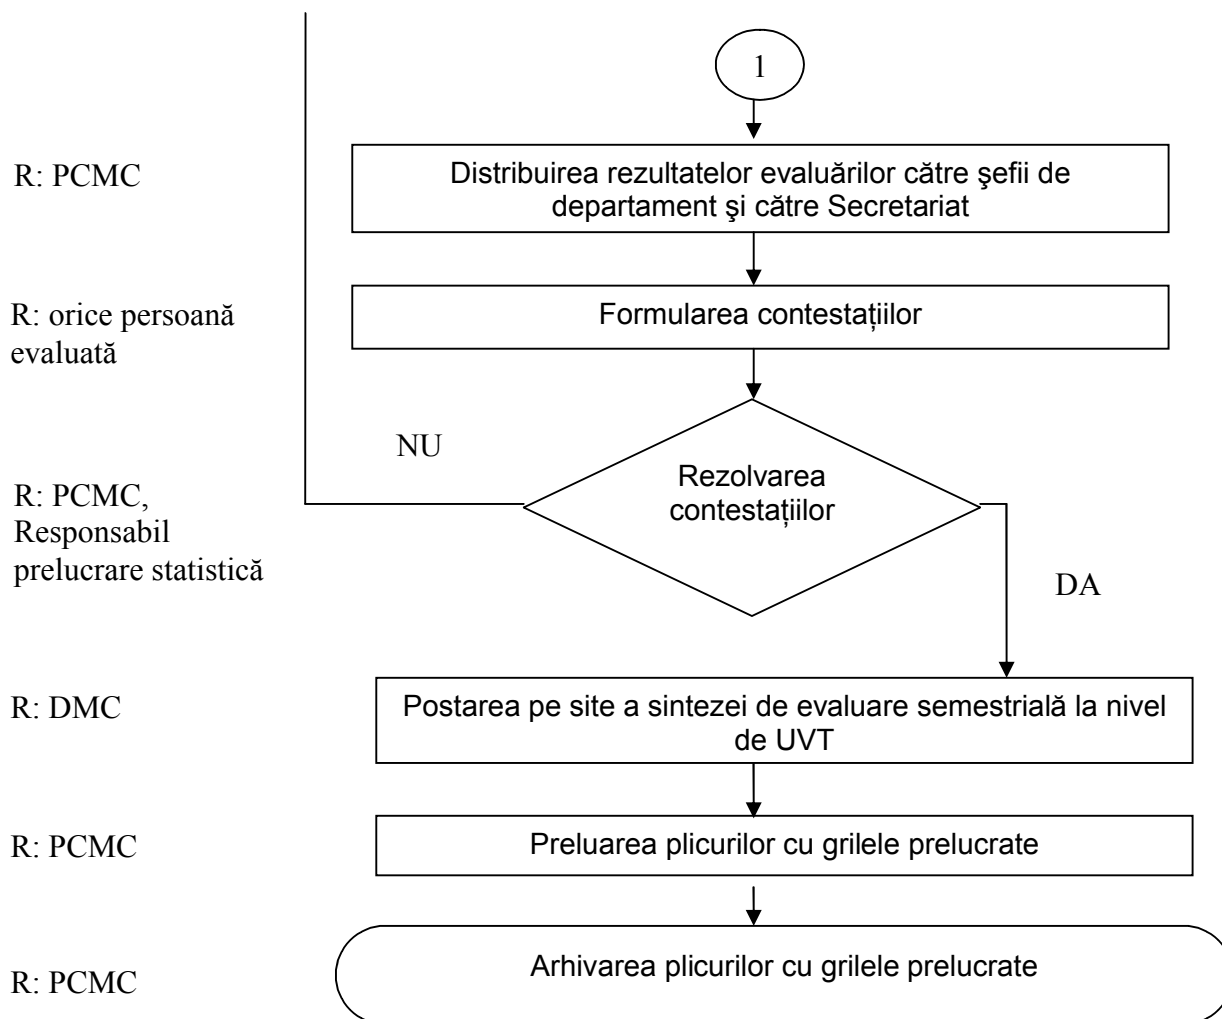 1
R: PCMC
Distribuirea rezultatelor evaluărilor către şefii de
departament şi către Secretariat
R: orice persoană
evaluată
Formularea contestațiilor
NU
Rezolvarea
contestațiilor
R: PCMC,
Responsabil
prelucrare statistică
DA
R: DMC
Postarea pe site a sintezei de evaluare semestrială la nivel
de UVT
R: PCMC
Preluarea plicurilor cu grilele prelucrate
R: PCMC
Arhivarea plicurilor cu grilele prelucrate